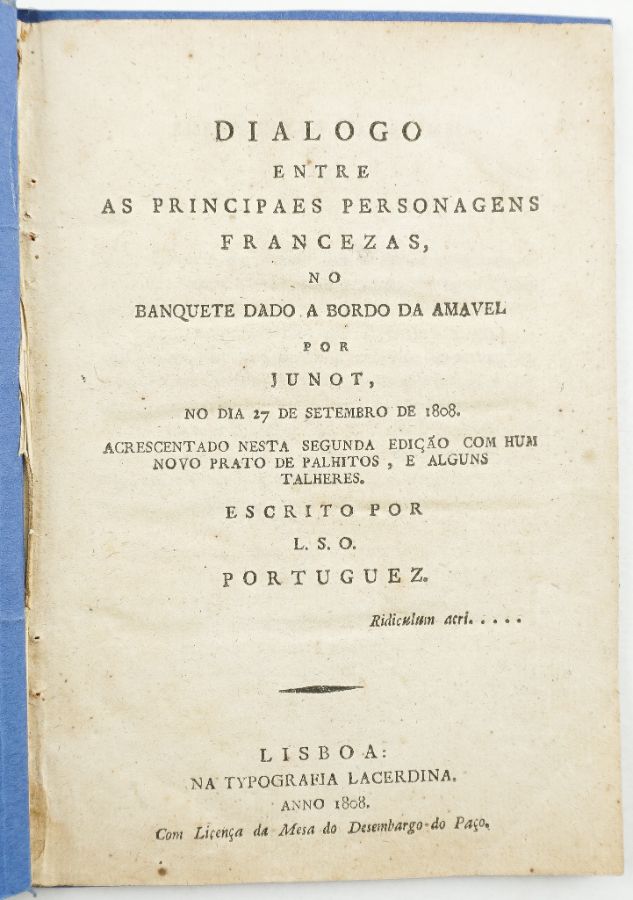 DIALOGO
ENTRE
AS PRINCIPAES PERSONAGENS
FRANCEZAS,
NO
BANQUETE DADO A BORDO DA AMAVEL
POR
JUNOT,
NO DIA 27 DE SETEMBRO DE 1808.
ACRESCENTADO NESTA SEGUNDA EDIÇÃO COM HUM
NOVO PRATO DE PALHITOS, E ALGUNS
TALHERES.
ESCRITO POR
L. S. O.
PORTUGUEZ.
Ridiculum acri.....
LISBOA:
NA TYPOGRAFIA LACERDINA.
ANNO 1808.
Com Licença da Mesa do Desembargo do Paço.